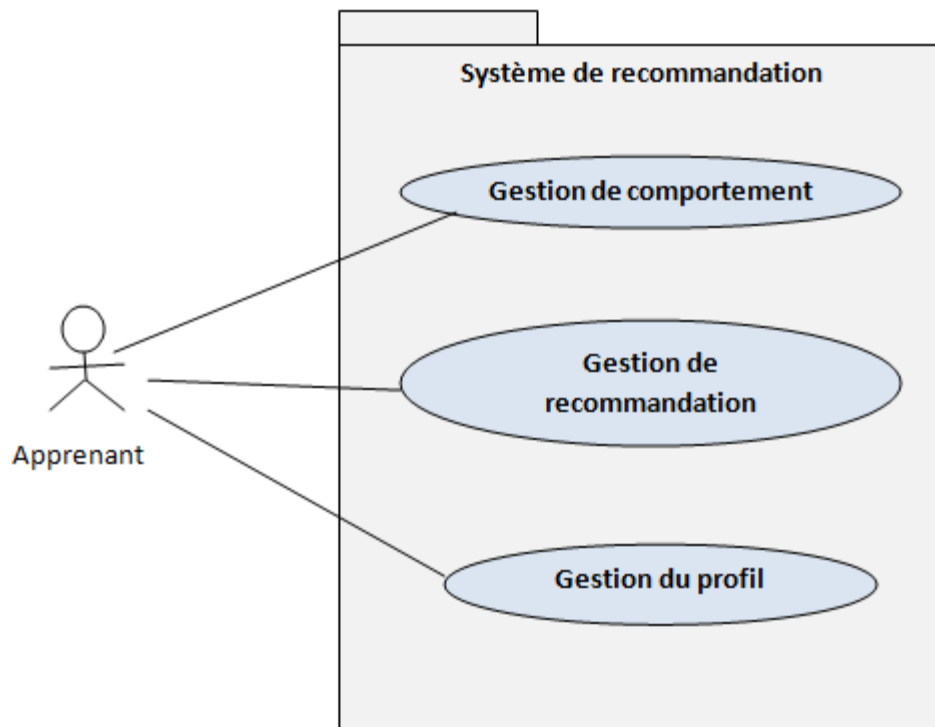 Système de recommandation
Gestion de comportement
Gestion de
recommandation
Apprenant
Gestion du profil